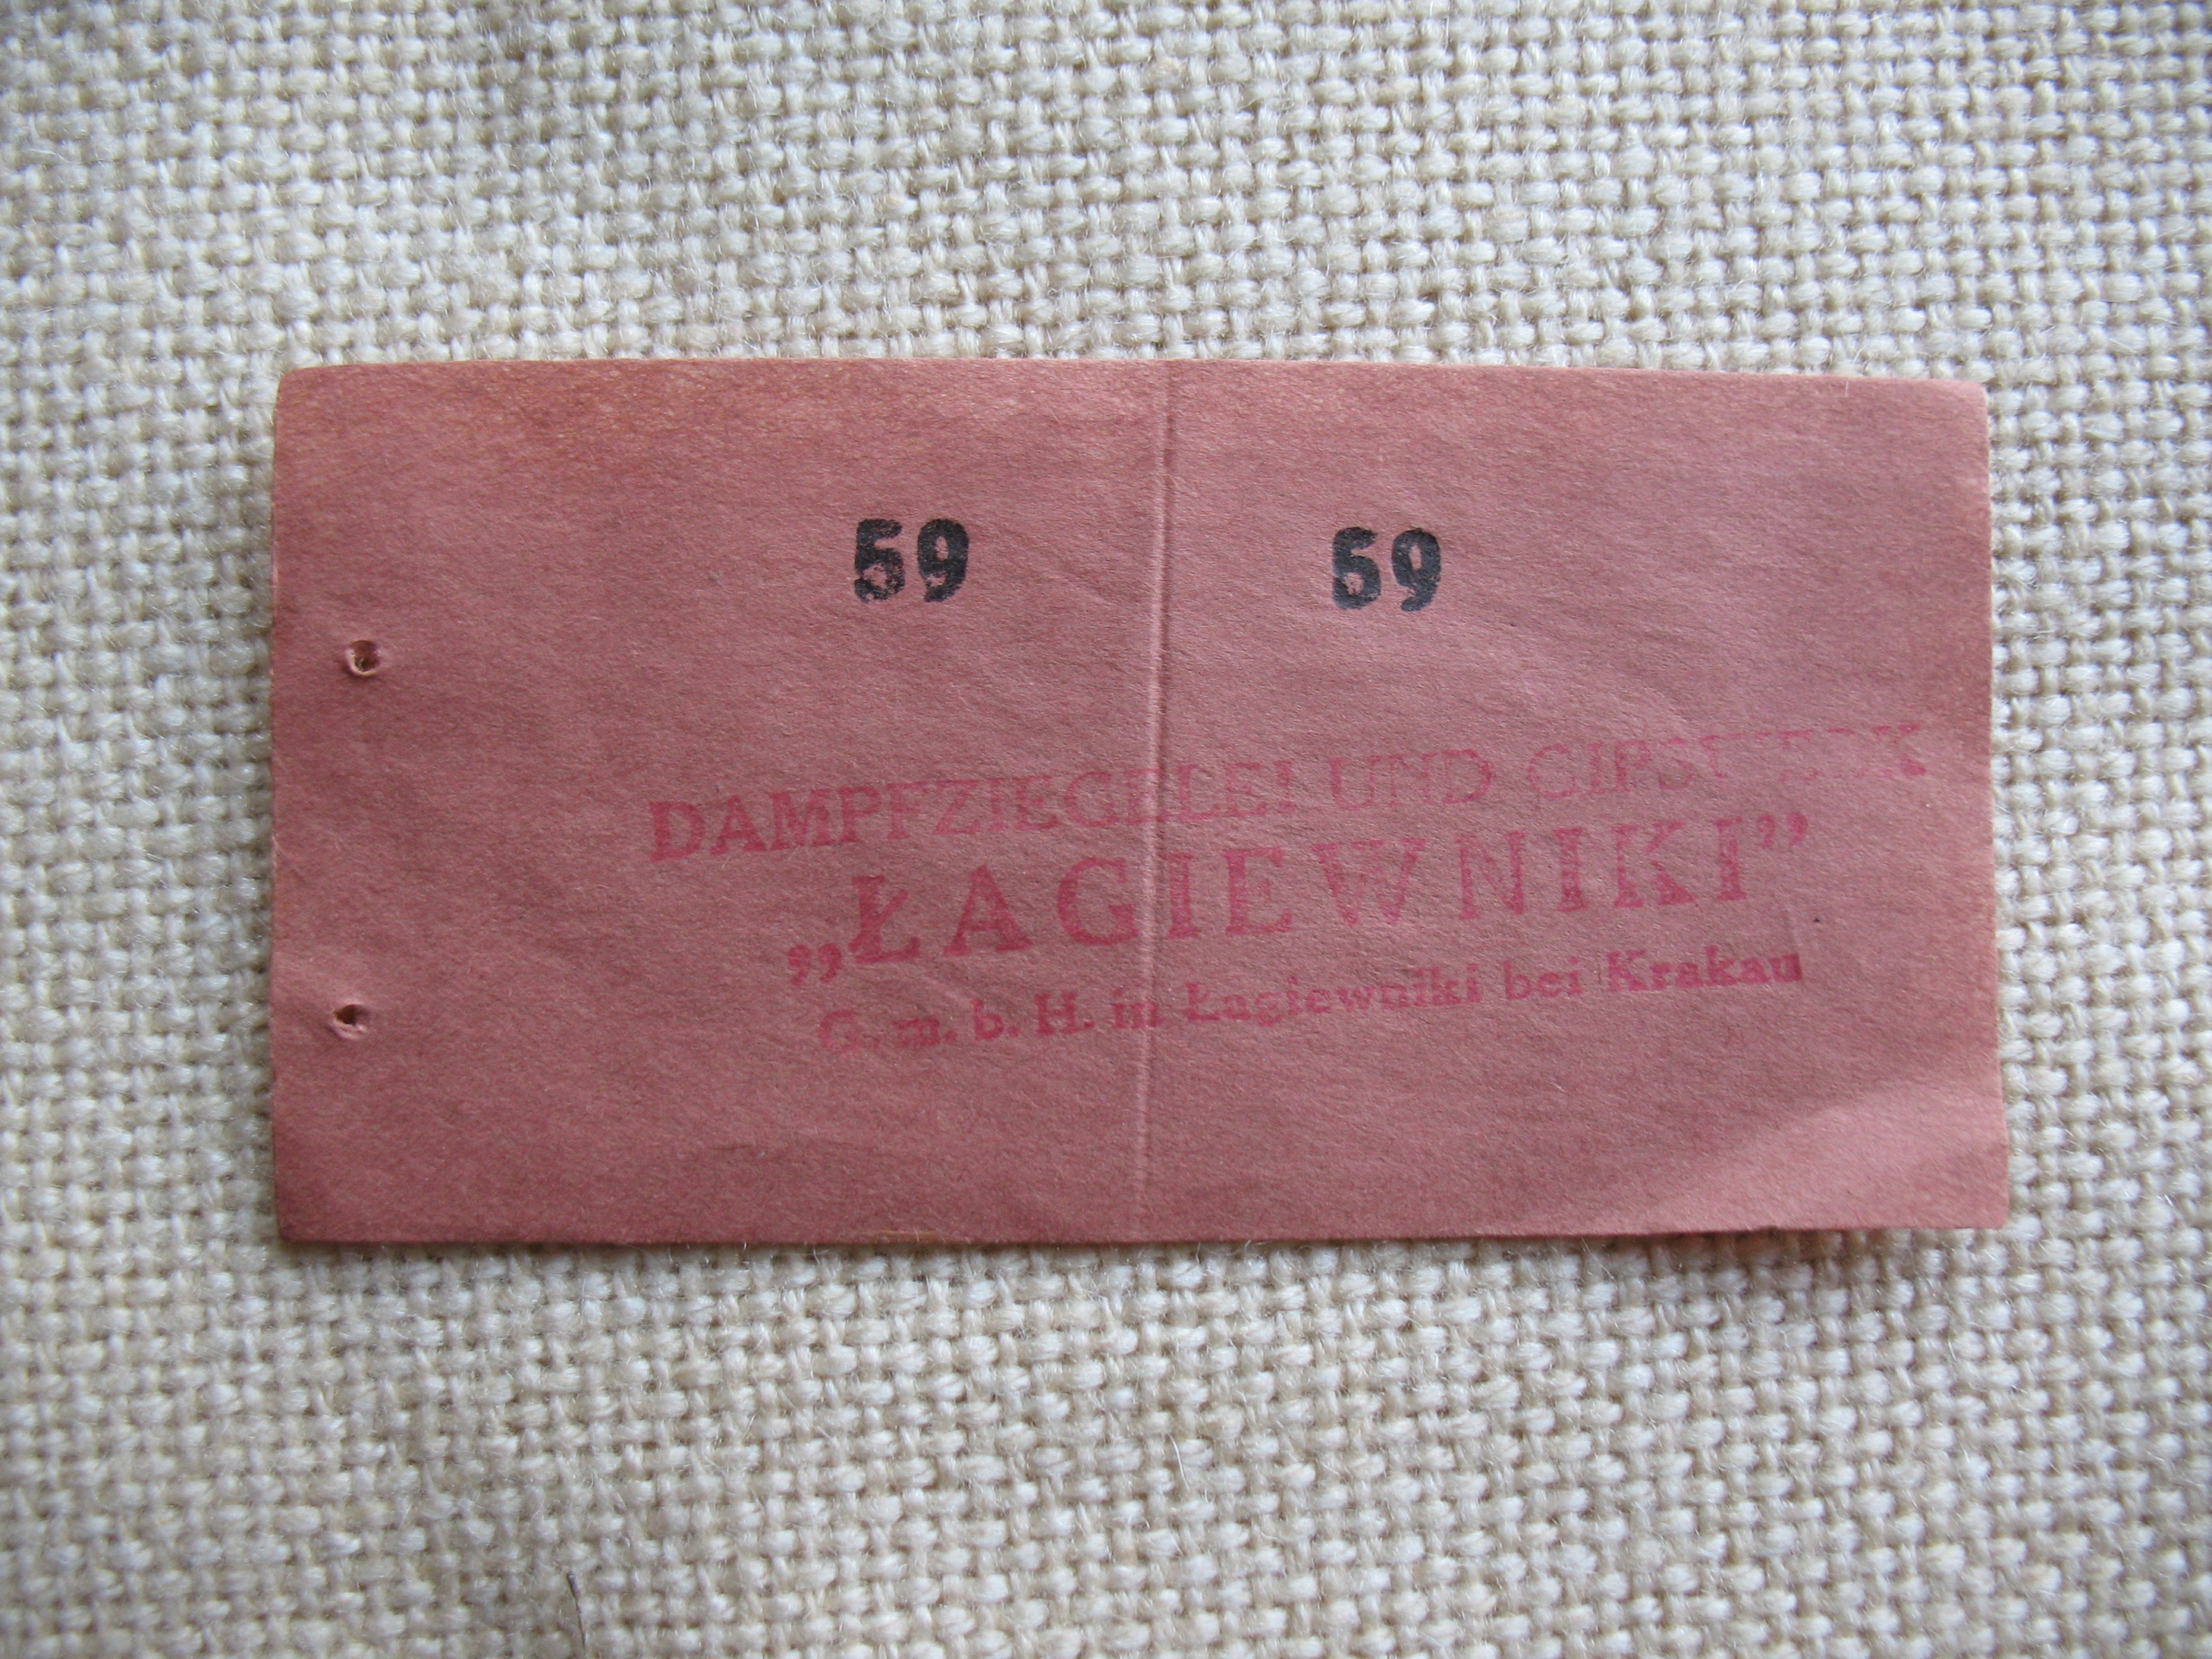 59 59
DAMPFZIEGELEI UND GIPSWERK
„ŁAGIEWNIKI”
G. m. b. H. in Łagiewniki bei Krakau